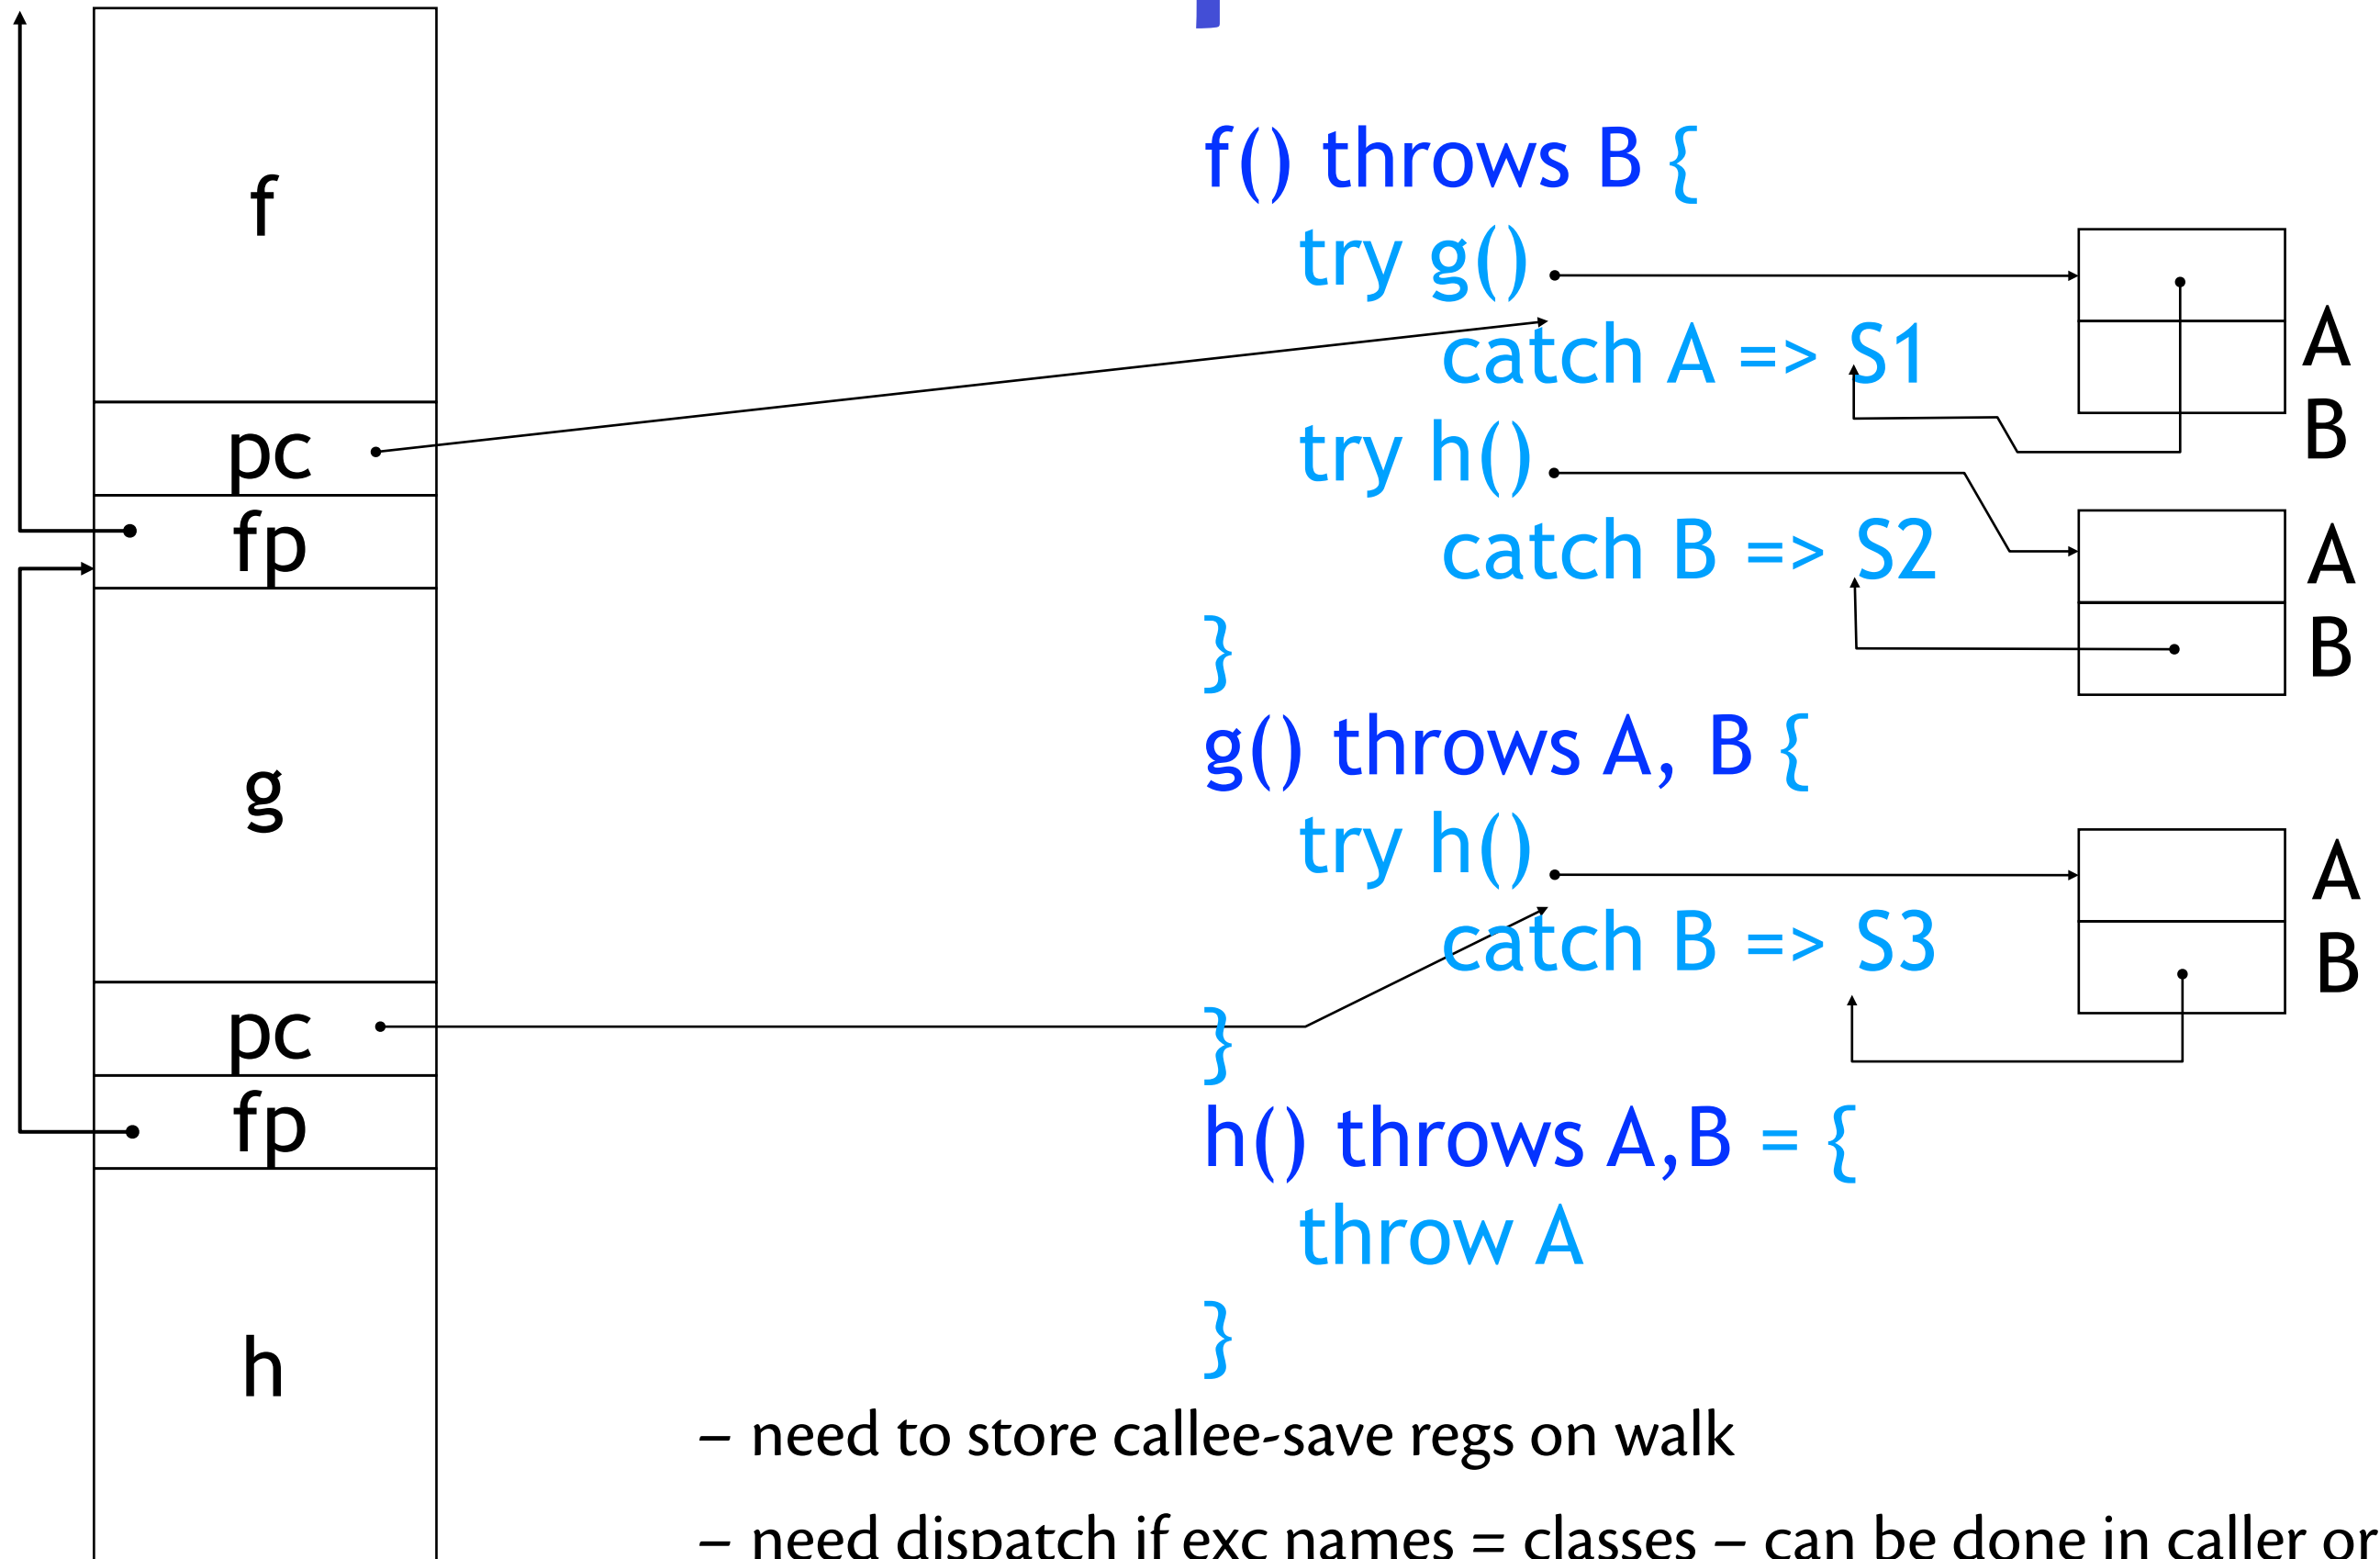 f
pc
fp
g
pc
fp
h
f() throws B {
try g()
catch A => S1
try h()
catch B => S2
}
g() throws A, B {
try h()
catch B => S3
}
h() throws A,B = {
throw A
}
A
B
A
B
A
B
– need to store callee-save regs on walk
– need dispatch if exc names = classes – can be done in caller or